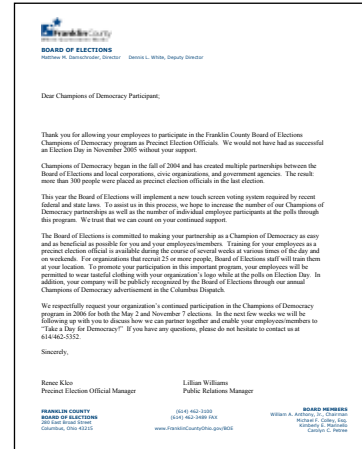 FranklinCounty
BOARD OF ELECTIONS
Matthew M. Damschroder, Director    Dennis L. White, Deputy Director
Dear Champions of Democracy Participant;
Thank you for allowing your employees to participate in the Franklin County Board of Elections
Champions of Democracy program as Precinct Election Officials.  We would not have had as successful
an Election Day in November 2005 without your support.
Champions of Democracy began in the fall of 2004 and has created multiple partnerships between the
Board of Elections and local corporations, civic organizations, and government agencies.  The result:
more than 300 people were placed as precinct election officials in the last election.
This year the Board of Elections will implement a new touch screen voting system required by recent
federal and state laws.  To assist us in this process, we hope to increase the number of our Champions of
Democracy partnerships as well as the number of individual employee participants at the polls through
this program.  We trust that we can count on your continued support.
The Board of Elections is committed to making your partnership as a Champion of Democracy as easy
and as beneficial as possible for you and your employees/members.  Training for your employees as a
precinct election official is available during the course of several weeks at various times of the day and
on weekends.  For organizations that recruit 25 or more people, Board of Elections staff will train them
at your location.  To promote your participation in this important program, your employees will be
permitted to wear tasteful clothing with your organization's logo while at the polls on Election Day.  In
addition, your company will be publicly recognized by the Board of Elections through our annual
Champions of Democracy advertisement in the Columbus Dispatch.
We respectfully request your organization's continued participation in the Champions of Democracy
program in 2006 for both the May 2 and November 7 elections.  In the next few weeks we will be
following up with you to discuss how we can partner together and enable your employees/members to
"Take a Day for Democracy!"  If you have any questions, please do not hesitate to contact us at
614/462-5352.
Sincerely,
Renee Kleo    Lillian Williams
Precinct Election Official Manager    Public Relations Manager
FRANKLIN COUNTY    (614) 462-3100    BOARD MEMBERS
BOARD OF ELECTIONS    (614) 462-3489 FAX    William A. Anthony, Jr., Chairman
280 East Broad Street    Michael F. Colley, Esq.
Columbus, Ohio 43215    www.FranklinCountyOhio.gov/BOE    Kimberly E. Marinello
Carolyn C. Petree